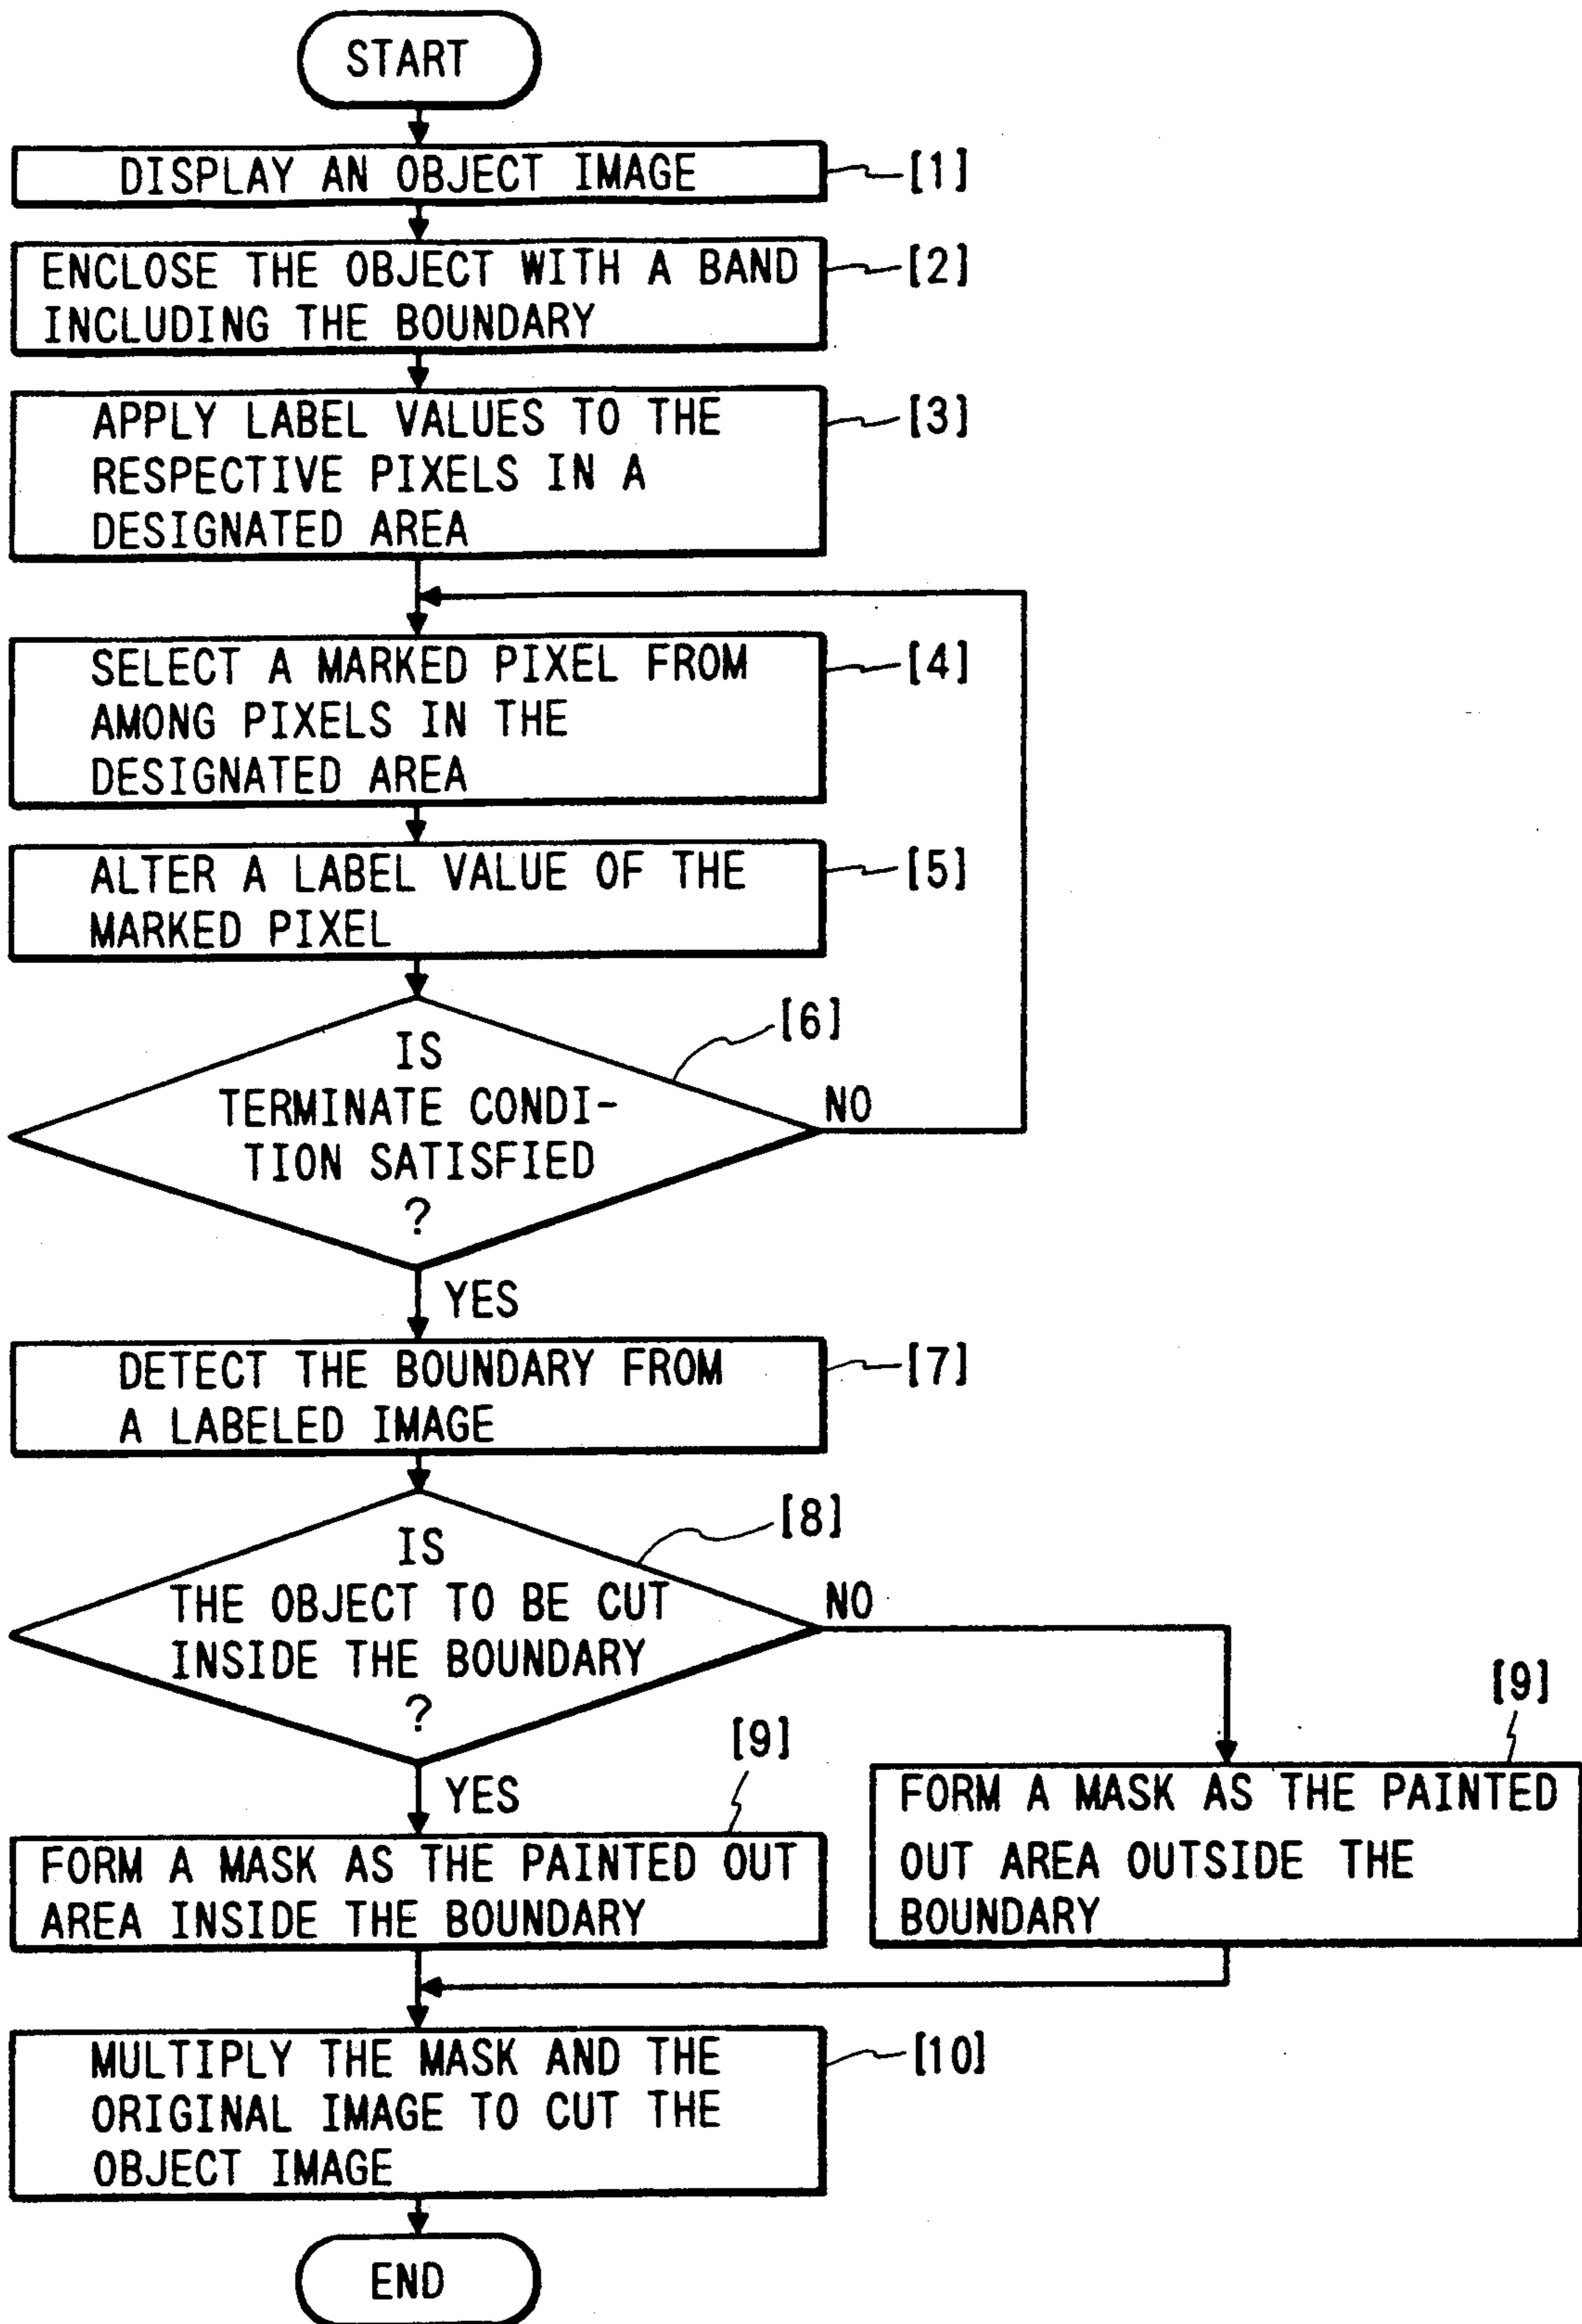 START
DISPLAY AN OBJECT IMAGE
[1]
ENCLOSE THE OBJECT WITH A BAND
INCLUDING THE BOUNDARY
[2]
APPLY LABEL VALUES TO THE
RESPECTIVE PIXELS IN A
DESIGNATED AREA
[3]
SELECT A MARKED PIXEL FROM
AMONG PIXELS IN THE
DESIGNATED AREA
[4]
ALTER A LABEL VALUE OF THE
MARKED PIXEL
[5]
IS
TERMINATE CONDI-
TION SATISFIED
?
[6]
NO
YES
DETECT THE BOUNDARY FROM
A LABELED IMAGE
[7]
IS
THE OBJECT TO BE CUT
INSIDE THE BOUNDARY
?
[8]
NO
YES
[9]
FORM A MASK AS THE PAINTED OUT
AREA INSIDE THE BOUNDARY
[9]
FORM A MASK AS THE PAINTED
OUT AREA OUTSIDE THE
BOUNDARY
MULTIPLY THE MASK AND THE
ORIGINAL IMAGE TO CUT THE
OBJECT IMAGE
[10]
END